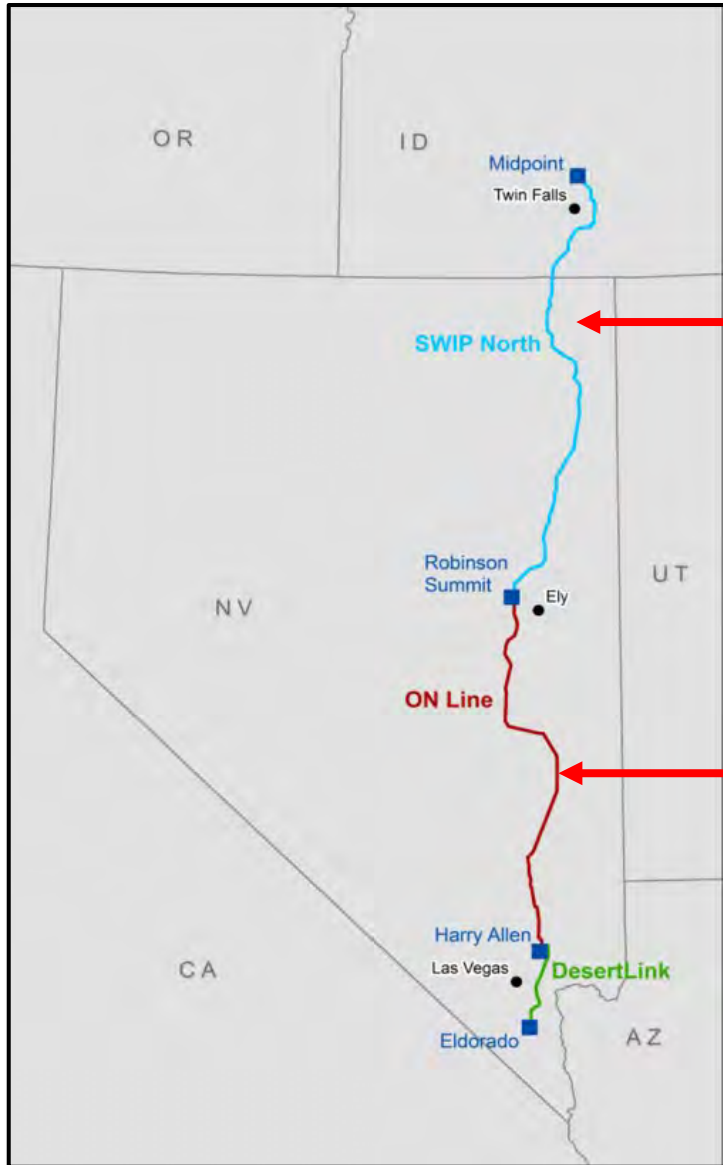 OR
ID
Midpoint
Twin Falls
SWIP North
Robinson
Summit
Ely
UT
NV
ON Line
Harry Allen
Las Vegas
DesertLink
CA
Eldorado
AZ